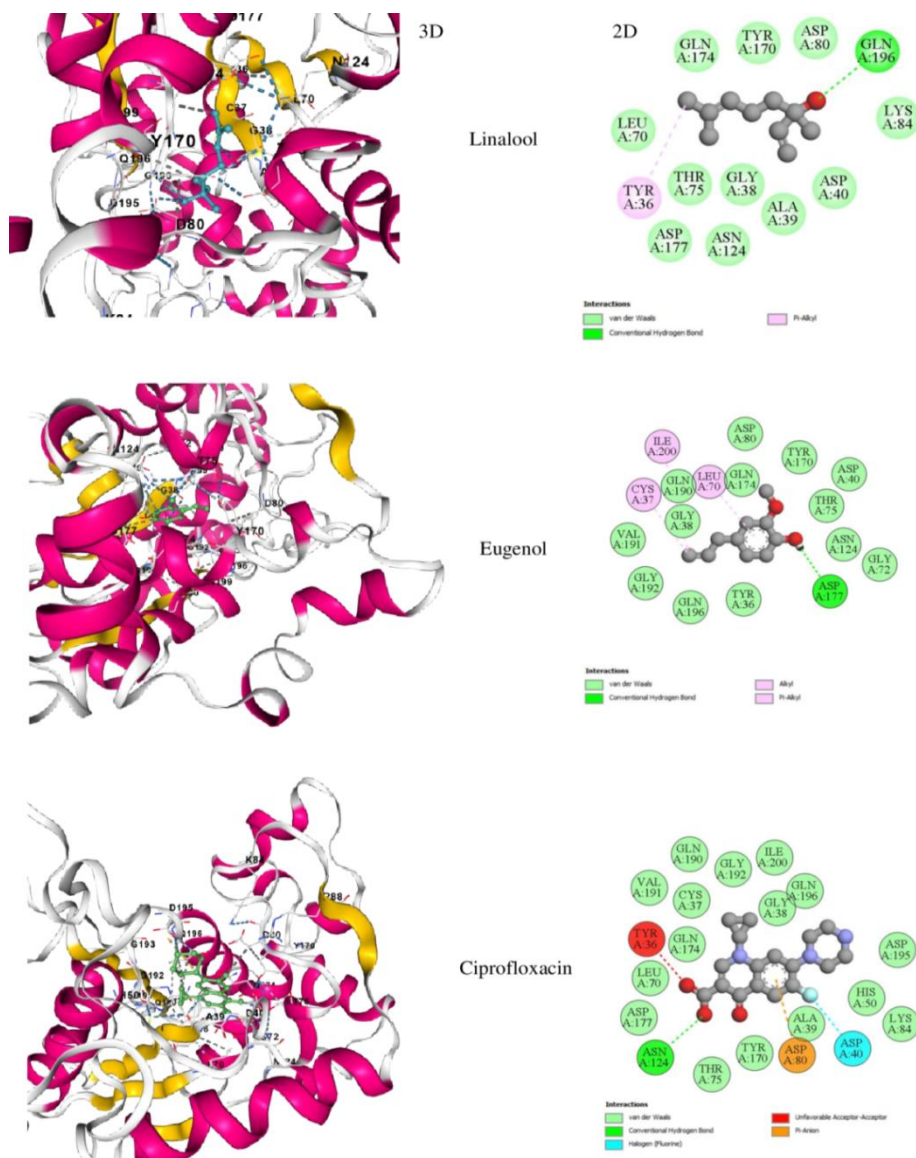 3D
2D
Linalool
Y170
D80
L70
C37
G38
Q196
GLN A:174
TYR A:170
ASP A:80
GLN A:196
LYS A:84
LEU A:70
TYR A:36
THR A:75
GLY A:38
ALA A:39
ASP A:40
ASP A:177
ASN A:124
Interactions
van der Waals
Conventional Hydrogen Bond
Pi-Alkyl
Eugenol
D80
Y170
ILE A:200
ASP A:80
TYR A:170
ASP A:40
CYS A:37
GLN A:190
LEU A:70
GLN A:174
THR A:75
GLY A:38
VAL A:191
ASN A:124
GLY A:72
GLY A:192
GLN A:196
TYR A:36
ASP A:177
Interactions
van der Waals
Conventional Hydrogen Bond
Alkyl
Pi-Alkyl
Ciprofloxacin
K84
D195
G193
A39
GLN A:190
GLY A:192
ILE A:200
VAL A:191
CYS A:37
GLY A:38
GLN A:196
TYR A:36
GLN A:174
ASP A:195
LEU A:70
HIS A:50
ASP A:177
ALA A:39
LYS A:84
ASN A:124
THR A:75
TYR A:170
ASP A:80
ASP A:40
Interactions
van der Waals
Conventional Hydrogen Bond
Halogen (Fluorine)
Unfavorable Acceptor-Acceptor
Pi-Anion